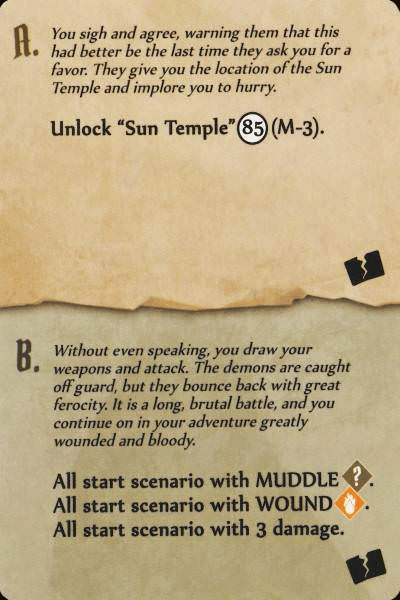 A. You sigh and agree, warning them that this
had better be the last time they ask you for a
favor. They give you the location of the Sun
Temple and implore you to hurry.
Unlock “Sun Temple” 85 (M-3).
B. Without even speaking, you draw your
weapons and attack. The demons are caught
off guard, but they bounce back with great
ferocity. It is a long, brutal battle, and you
continue on in your adventure greatly
wounded and bloody.
All start scenario with MUDDLE ?.
All start scenario with WOUND .
All start scenario with 3 damage.